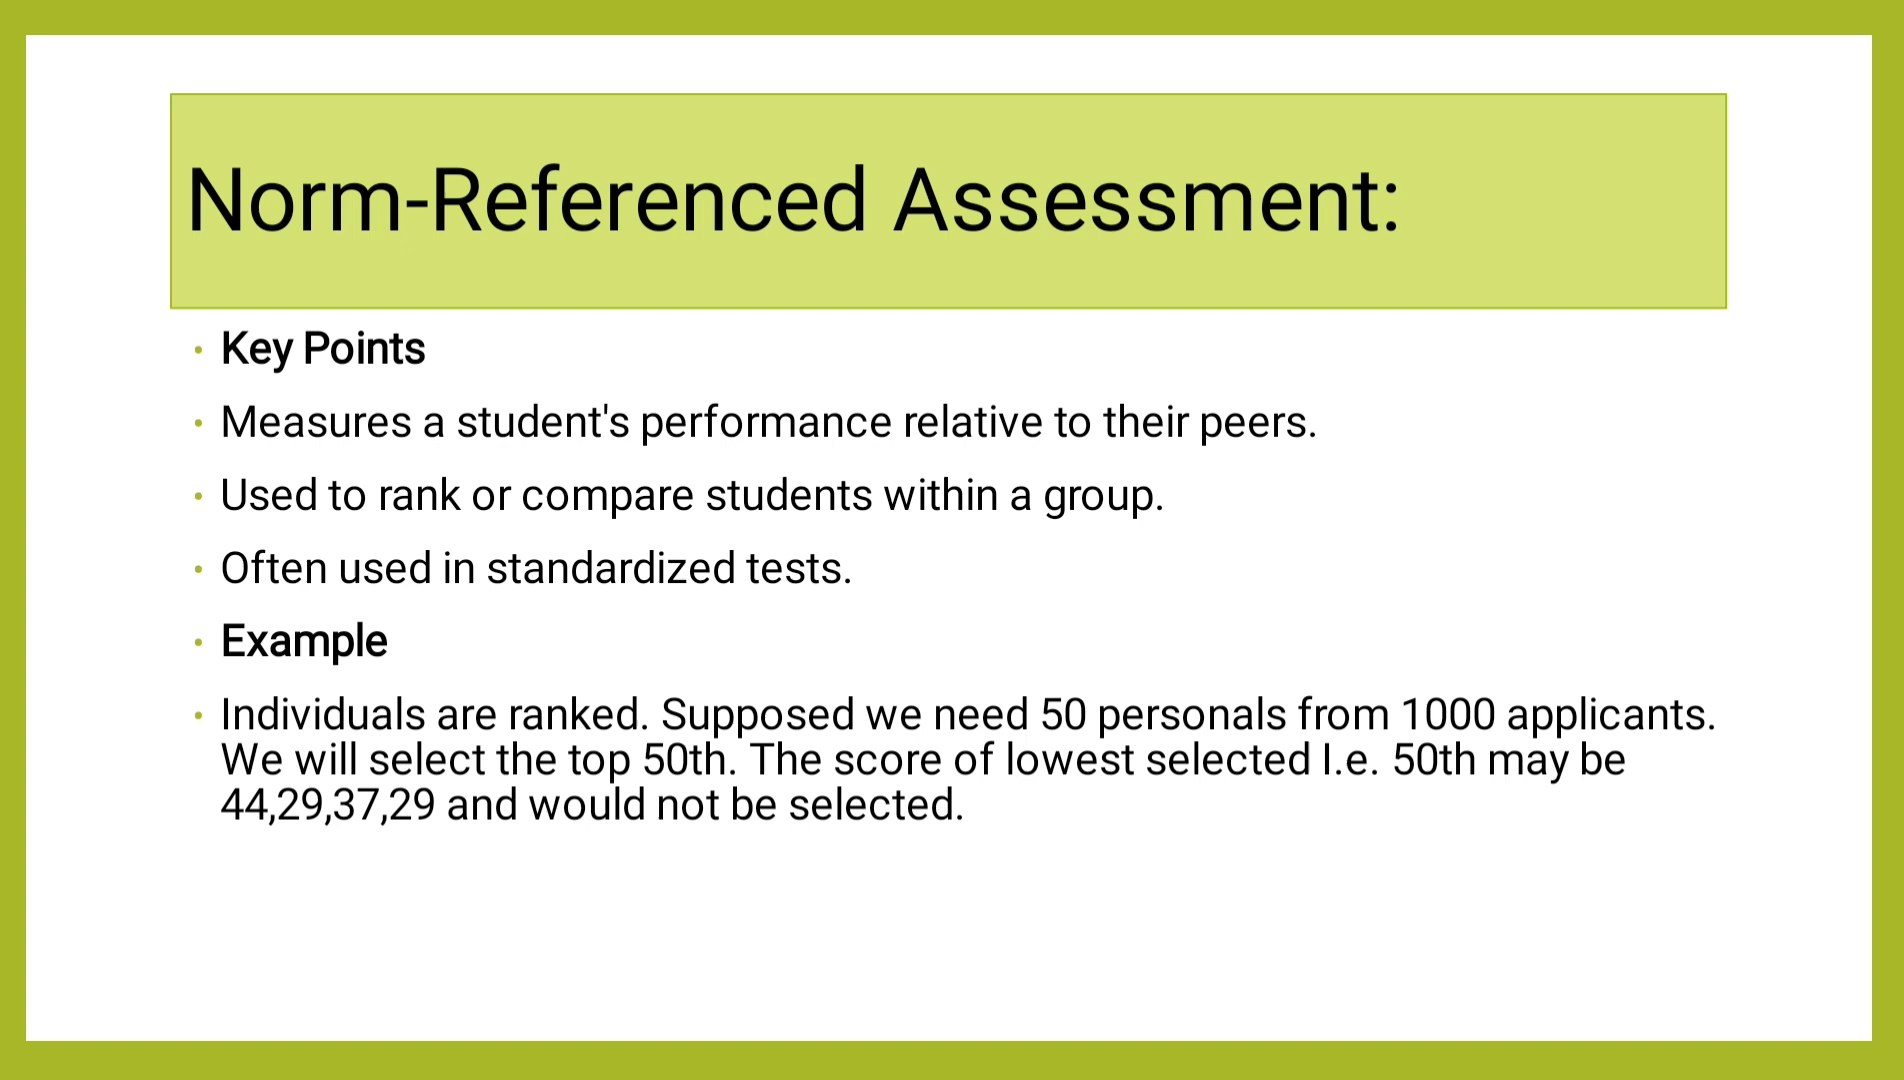 Norm-Referenced Assessment:
• Key Points
• Measures a student's performance relative to their peers.
• Used to rank or compare students within a group.
• Often used in standardized tests.
• Example
• Individuals are ranked. Supposed we need 50 personals from 1000 applicants.
We will select the top 50th. The score of lowest selected I.e. 50th may be
44,29,37,29 and would not be selected.